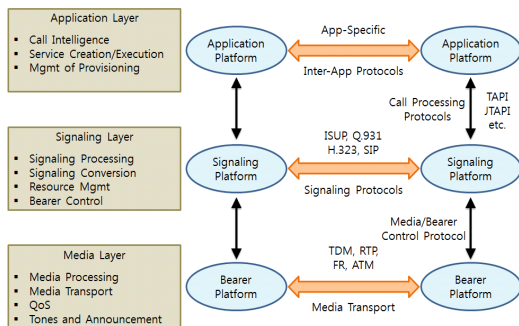 Application Layer
▪ Call Intelligence
▪ Service Creation/Execution
▪ Mgmt of Provisioning
Application
Platform
App-Specific
Inter-App Protocols
Application
Platform
Call Processing
Protocols
TAPI
JTAPI
etc.
Signaling Layer
▪ Signaling Processing
▪ Signaling Conversion
▪ Resource Mgmt
▪ Bearer Control
Signaling
Platform
ISUP, Q.931
H.323, SIP
Signaling Protocols
Signaling
Platform
Media/Bearer
Control Protocol
Media Layer
▪ Media Processing
▪ Media Transport
▪ QoS
▪ Tones and Announcement
Bearer
Platform
TDM, RTP,
FR, ATM
Media Transport
Bearer
Platform